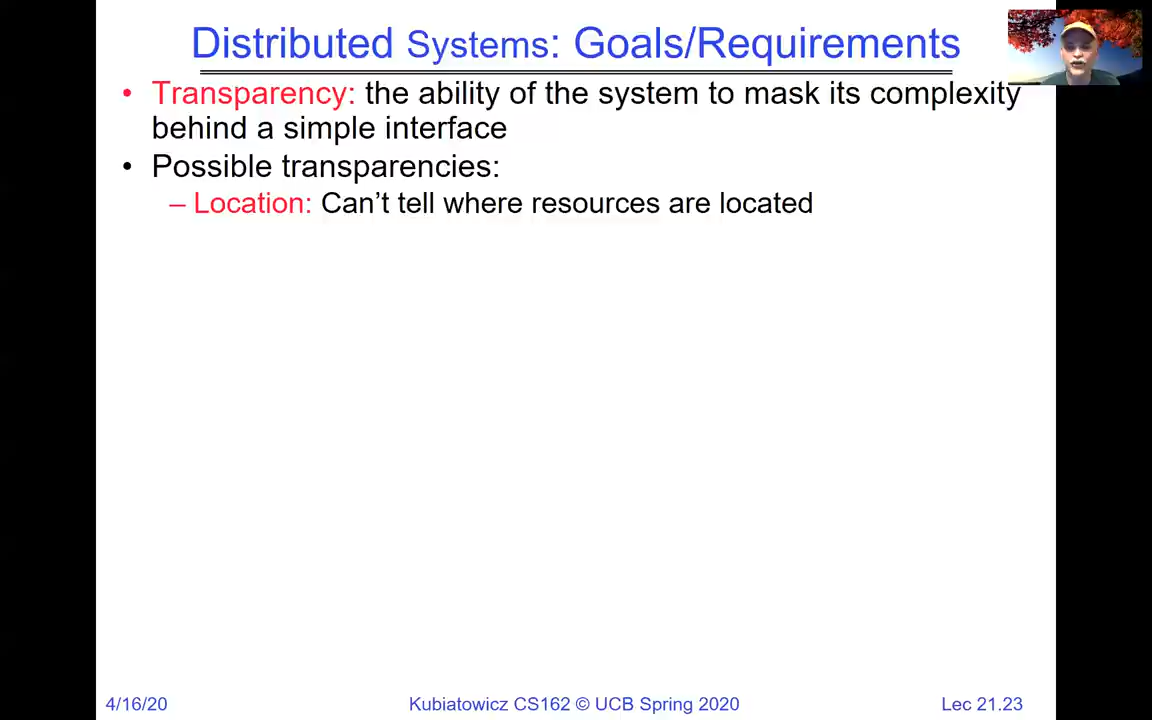 Distributed Systems: Goals/Requirements
• Transparency: the ability of the system to mask its complexity
behind a simple interface
• Possible transparencies:
– Location: Can’t tell where resources are located
4/16/20
Kubiatowicz CS162 © UCB Spring 2020
Lec 21.23